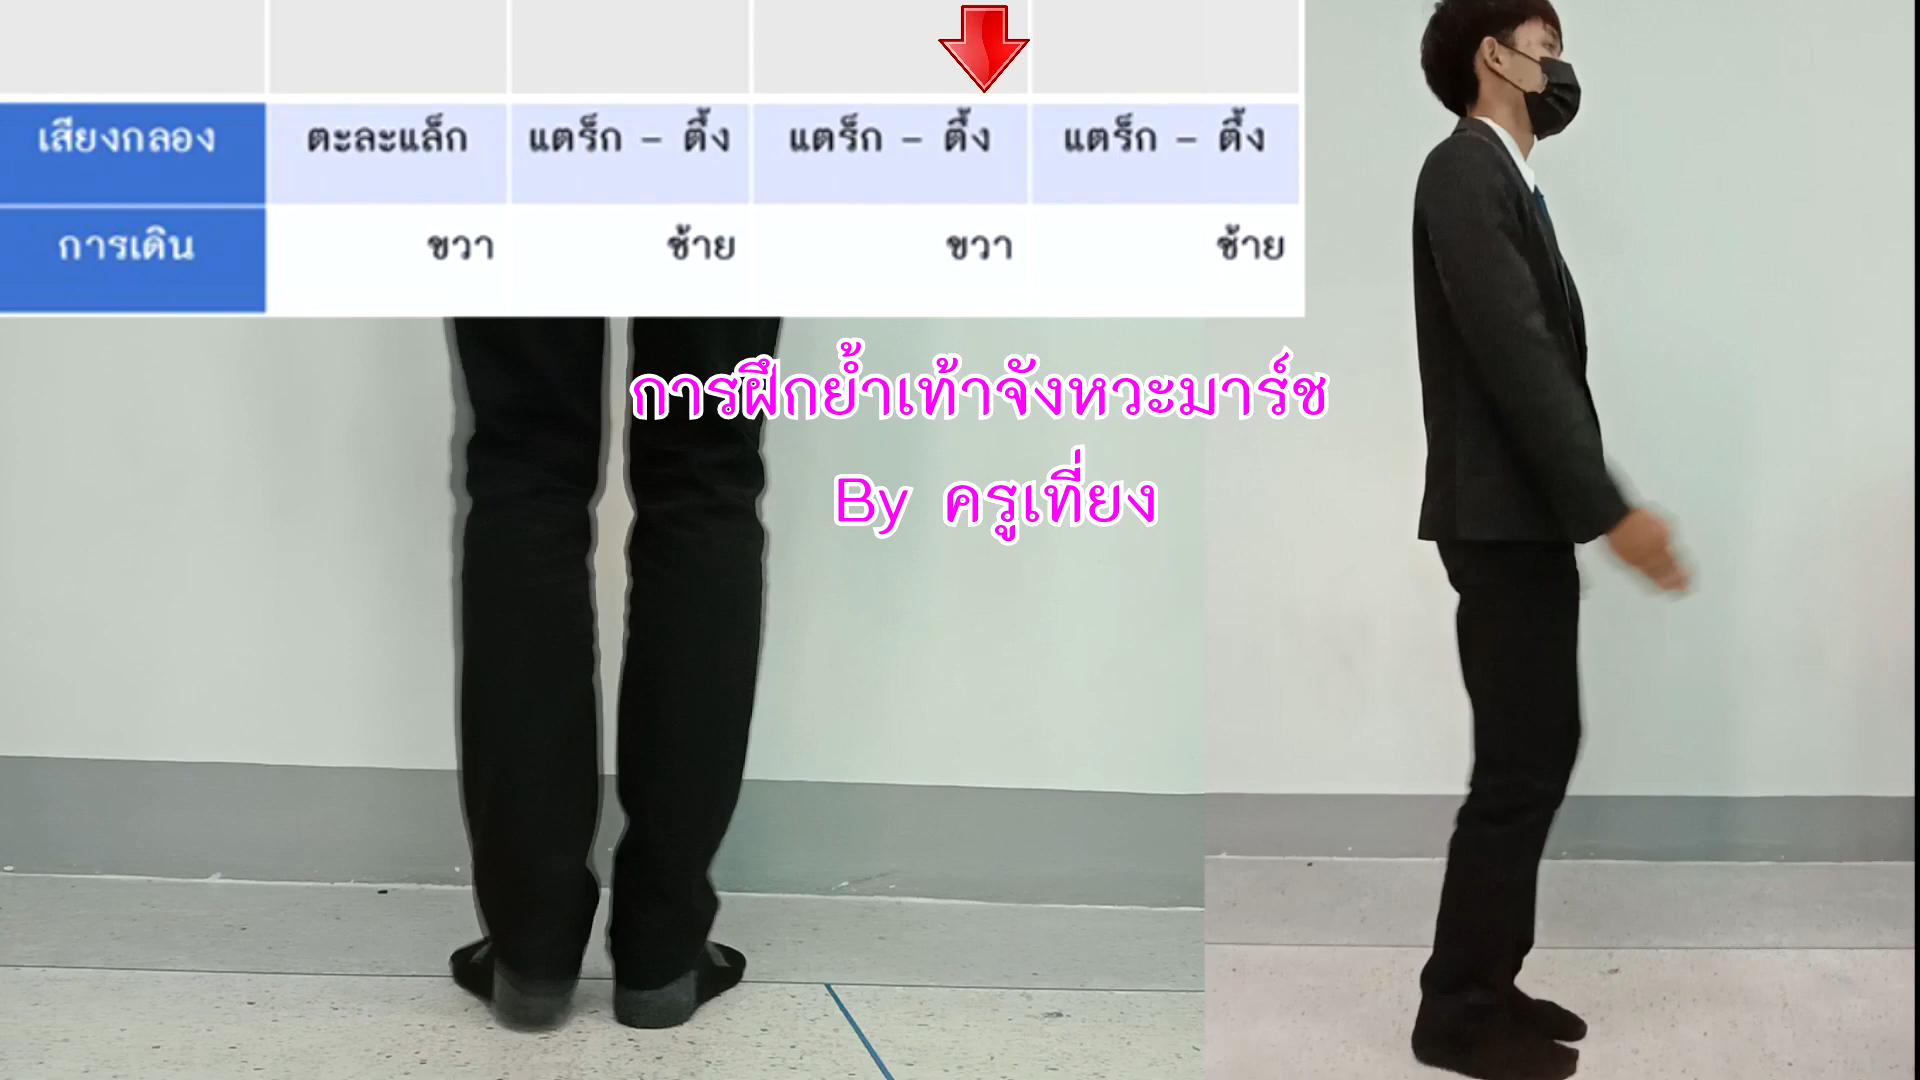 เสียงกลอง ตะละแล็ก แตร็ก – ติ้ง แตร็ก – ติ้ง แตร็ก – ติ้ง
การเดิน ขวา ซ้าย ขวา ซ้าย
การฝึกย่ำเท้าจังหวะมาร์ช
By ครูเที่ยง